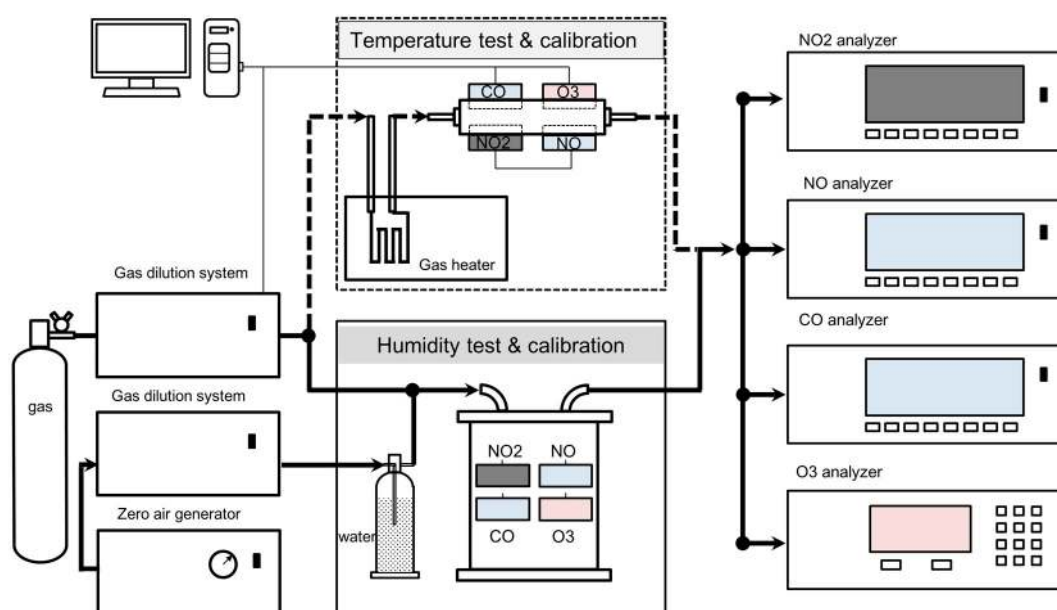 Temperature test & calibration
CO
O3
NO2
NO
Gas heater
Gas dilution system
gas
Gas dilution system
Zero air generator
Humidity test & calibration
water
NO2
NO
CO
O3
NO2 analyzer
NO analyzer
CO analyzer
O3 analyzer